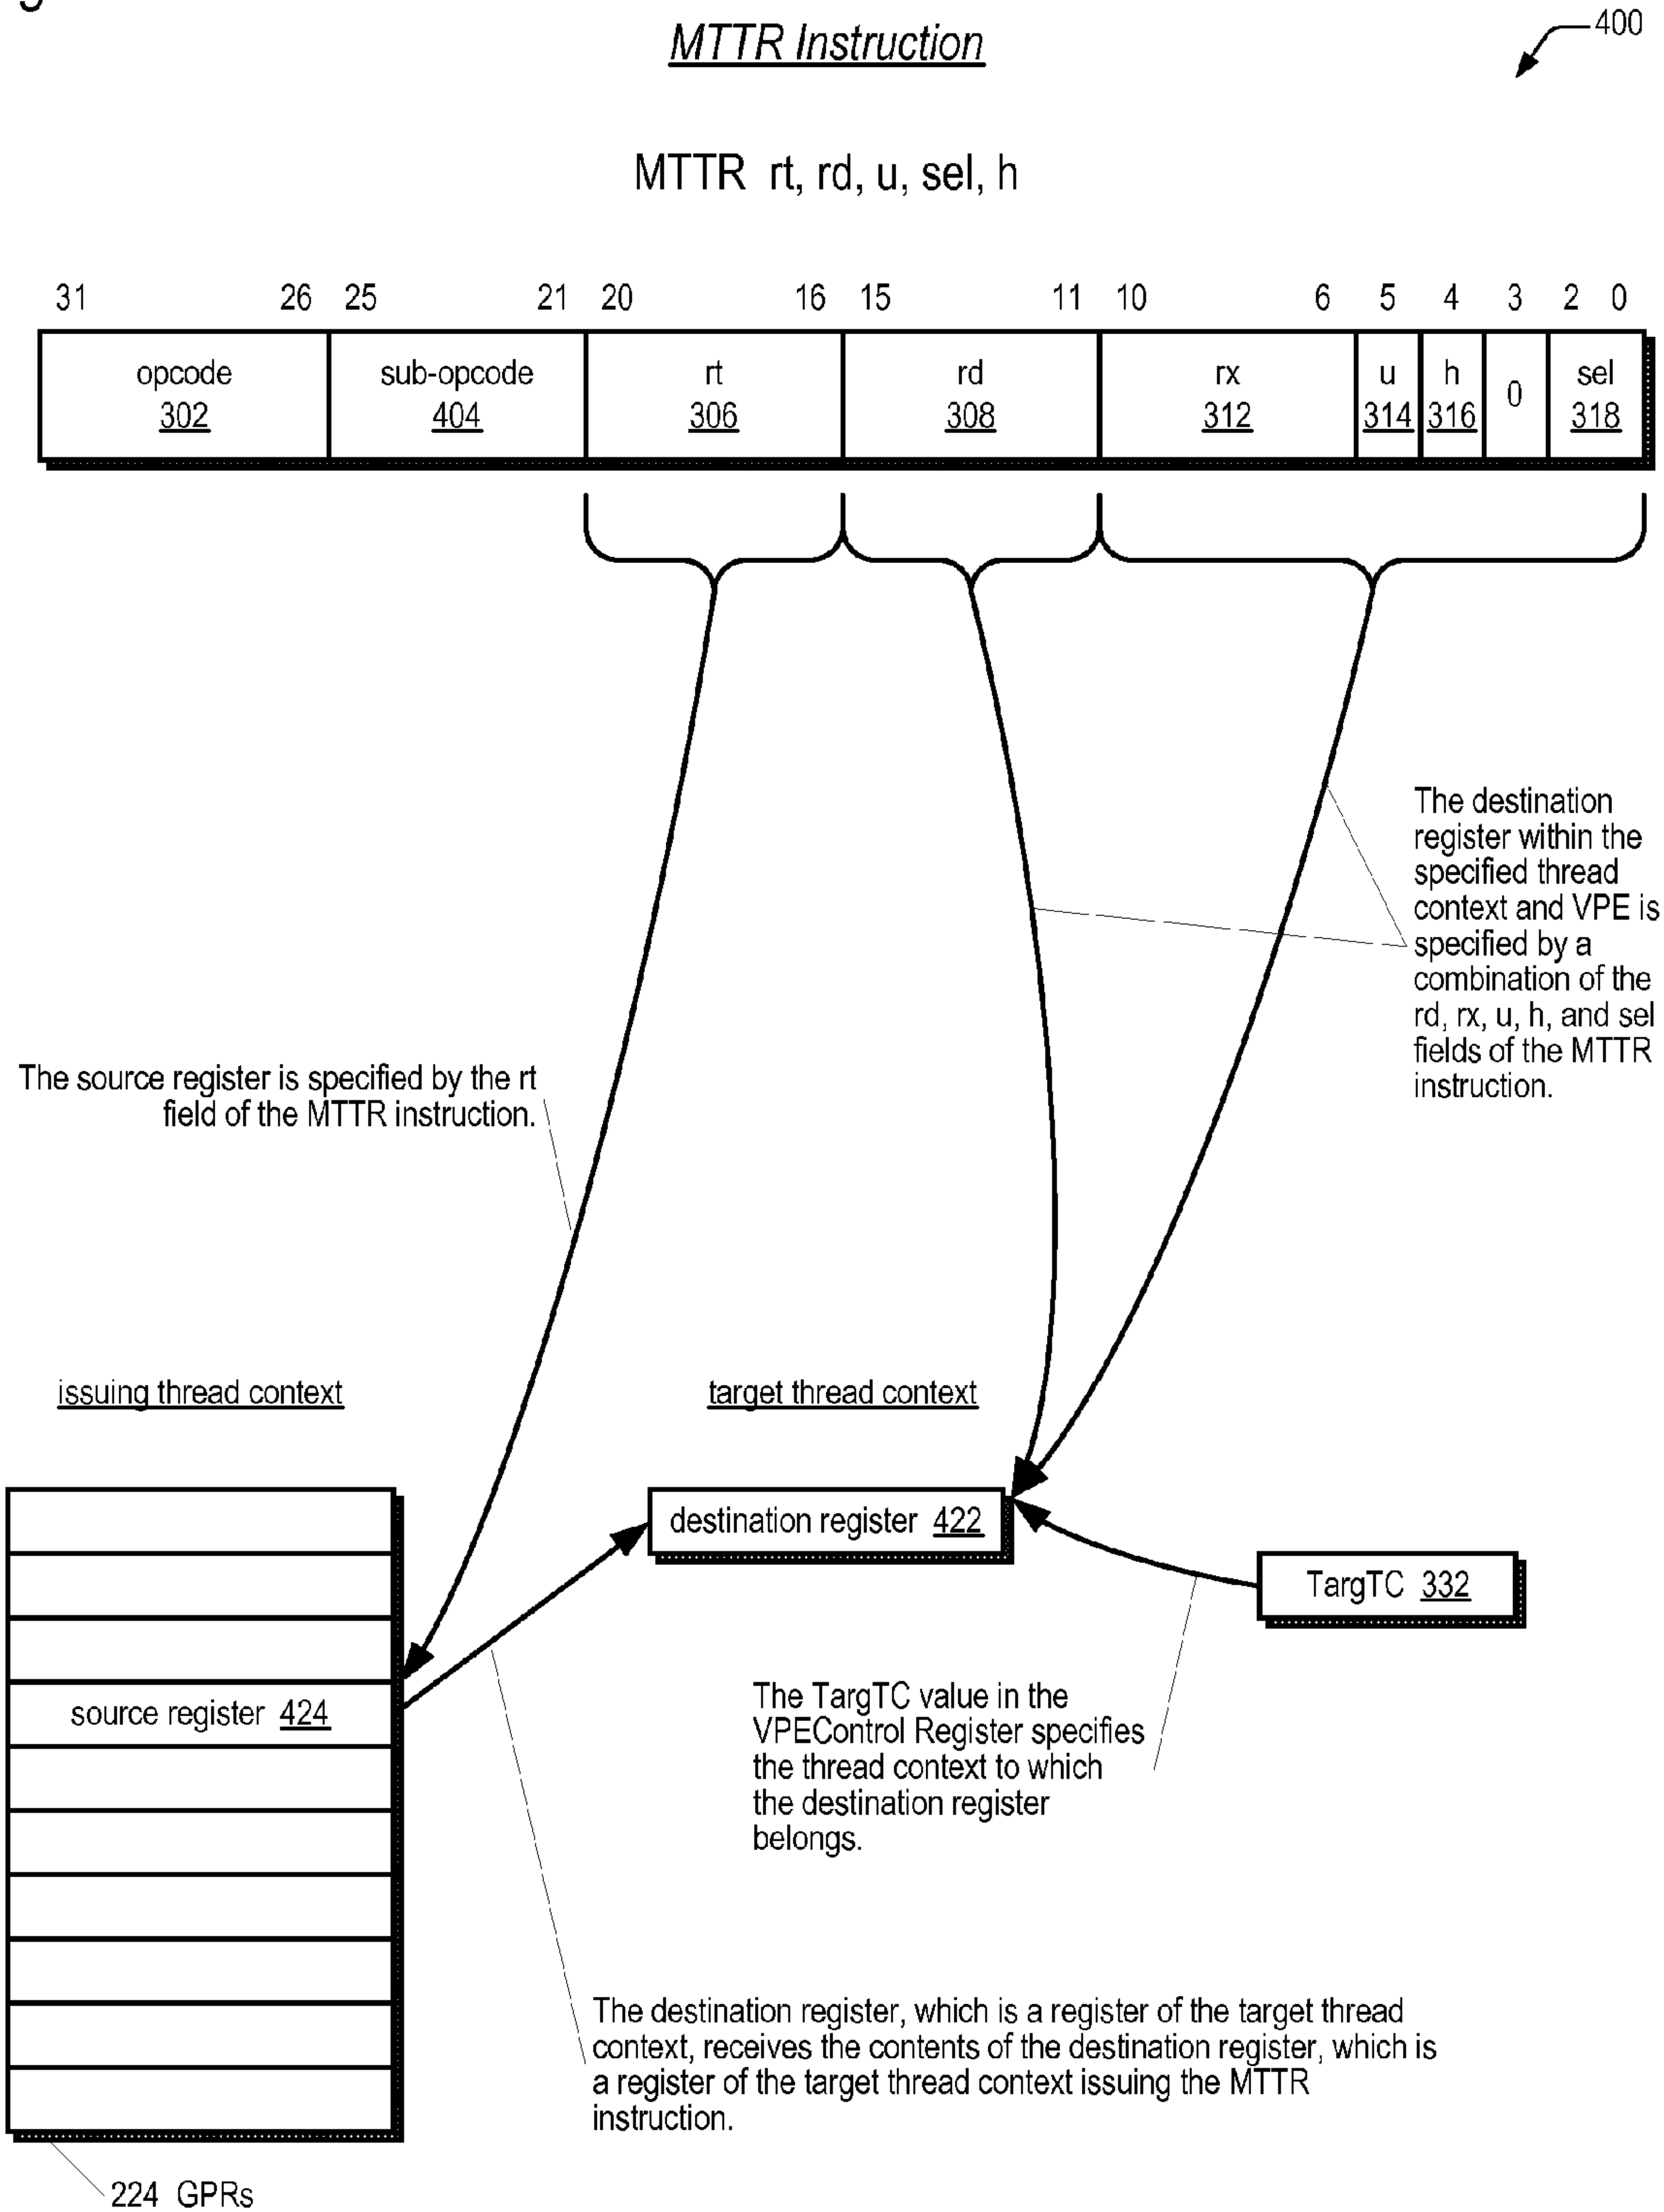 MTTR Instruction
400
MTTR rt, rd, u, sel, h
31 26 25 21 20 16 15 11 10 6 5 4 3 2 0
opcode sub-opcode rt rd rx u h 0 sel
302 404 306 308 312 314 316 318
The destination
register within the
specified thread
context and VPE is
specified by a
combination of the
rd, rx, u, h, and sel
fields of the MTTR
instruction.
The source register is specified by the rt
field of the MTTR instruction.
issuing thread context
target thread context
destination register 422
TargTC 332
source register 424
The TargTC value in the
VPEControl Register specifies
the thread context to which
the destination register
belongs.
The destination register, which is a register of the target thread
context, receives the contents of the destination register, which is
a register of the target thread context issuing the MTTR
instruction.
224 GPRs